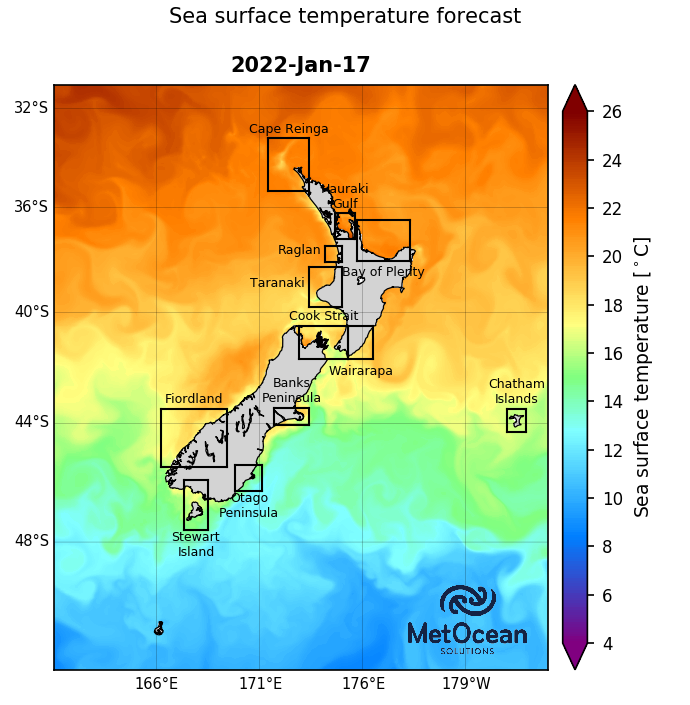 Sea surface temperature forecast
2022-Jan-17
32°S
36°S
40°S
44°S
48°S
166°E
171°E
176°E
179°W
Cape Reinga
Hauraki
Gulf
Raglan
Bay of Plenty
Taranaki
Cook Strait
Wairarapa
Banks
Peninsula
Fiordland
Chatham
Islands
Otago
Peninsula
Stewart
Island
MetOcean
SOLUTIONS
26
24
22
20
18
16
14
12
10
8
6
4
Sea surface temperature [°C]